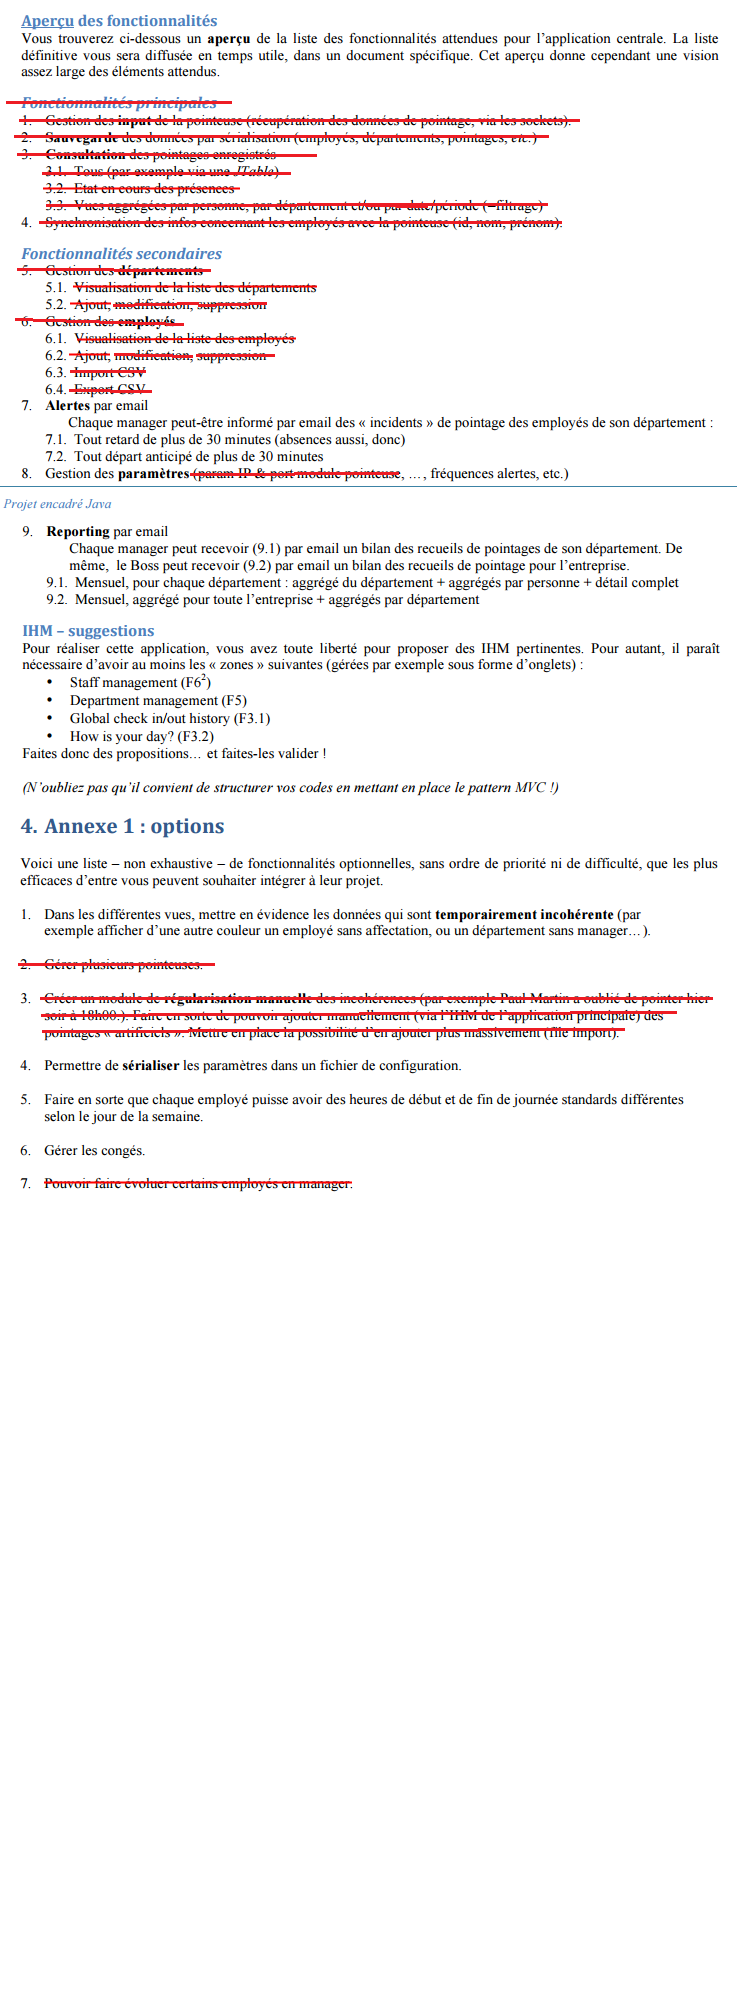 Aperçu des fonctionnalités
Vous trouverez ci-dessous un aperçu de la liste des fonctionnalités attendues pour l'application centrale. La liste
définitive vous sera diffusée en temps utile, dans un document spécifique. Cet aperçu donne cependant une vision
assez large des éléments attendus.
Fonctionnalités principales
1. Gestion des input de la pointeuse (récupération des données de pointage, via les sockets).
2. Sauvegarde des données par sérialisation (employés, départements, pointages, etc.)
3. Consultation des pointages enregistrés
3.1. Tous (par exemple via une JTable)
3.2. Etat en cours des présences
3.3. Vues aggrégées par personne, par département et/ou par date/période (=filtrage)
4. Synchronisation des infos concernant les employés avec la pointeuse (id, nom, prénom).
Fonctionnalités secondaires
5. Gestion des départements
5.1. Visualisation de la liste des départements
5.2. Ajout, modification, suppression
6. Gestion des employés
6.1. Visualisation de la liste des employés
6.2. Ajout, modification, suppression
6.3. Import CSV
6.4. Export CSV
7. Alertes par email
Chaque manager peut-être informé par email des « incidents » de pointage des employés de son département :
7.1. Tout retard de plus de 30 minutes (absences aussi, donc)
7.2. Tout départ anticipé de plus de 30 minutes
8. Gestion des paramètres (param IP & port module pointeuse, …, fréquences alertes, etc.)
Projet encadré Java
9. Reporting par email
Chaque manager peut recevoir (9.1) par email un bilan des recueils de pointages de son département. De
même, le Boss peut recevoir (9.2) par email un bilan des recueils de pointage pour l'entreprise.
9.1. Mensuel, pour chaque département : aggrégé du département + aggrégés par personne + détail complet
9.2. Mensuel, aggrégé pour toute l'entreprise + aggrégés par département
IHM – suggestions
Pour réaliser cette application, vous avez toute liberté pour proposer des IHM pertinentes. Pour autant, il paraît
nécessaire d'avoir au moins les « zones » suivantes (gérées par exemple sous forme d'onglets) :
• Staff management (F6²)
• Department management (F5)
• Global check in/out history (F3.1)
• How is your day? (F3.2)
Faites donc des propositions… et faites-les valider !
(N'oubliez pas qu'il convient de structurer vos codes en mettant en place le pattern MVC !)
4. Annexe 1 : options
Voici une liste – non exhaustive – de fonctionnalités optionnelles, sans ordre de priorité ni de difficulté, que les plus
efficaces d'entre vous peuvent souhaiter intégrer à leur projet.
1. Dans les différentes vues, mettre en évidence les données qui sont temporairement incohérente (par
exemple afficher d'une autre couleur un employé sans affectation, ou un département sans manager…).
2. Gérer plusieurs pointeuses.
3. Créer un module de régularisation manuelle des incohérences (par exemple Paul Martin a oublié de pointer hier
soir à 18h00.). Faire en sorte de pouvoir ajouter manuellement (via l'IHM de l'application principale) des
pointages « artificiels ». Mettre en place la possibilité d'en ajouter plus massivement (file import).
4. Permettre de sérialiser les paramètres dans un fichier de configuration.
5. Faire en sorte que chaque employé puisse avoir des heures de début et de fin de journée standards différentes
selon le jour de la semaine.
6. Gérer les congés.
7. Pouvoir faire évoluer certains employés en manager.